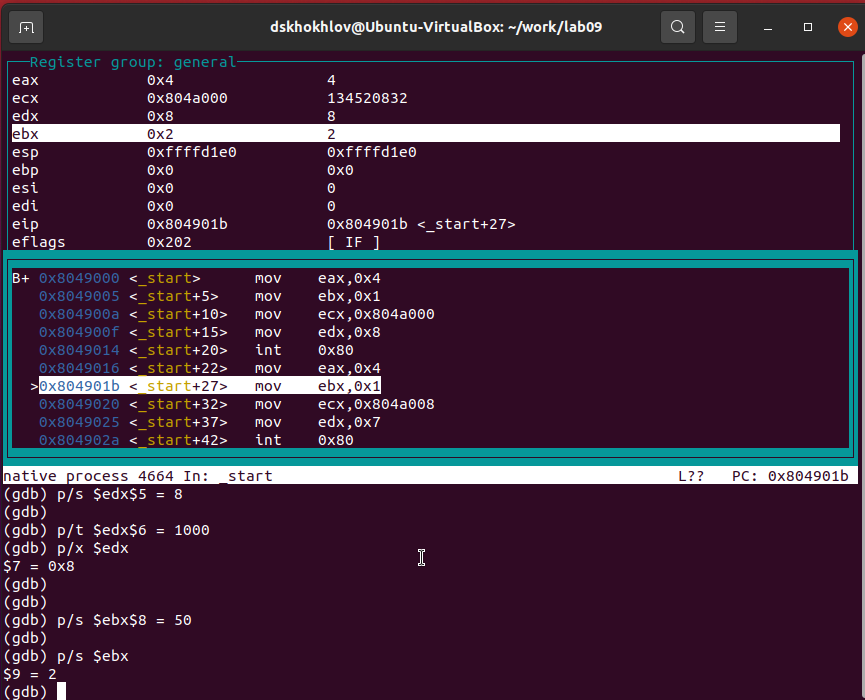 dskhokhlov@Ubuntu-VirtualBox: ~/work/lab09
Register group: general
eax 0x4 4
ecx 0x804a000 134520832
edx 0x8 8
ebx 0x2 2
esp 0xffffd1e0 0xffffd1e0
ebp 0x0 0x0
esi 0x0 0
edi 0x0 0
eip 0x804901b 0x804901b <_start+27>
eflags 0x202 [ IF ]
B+ 0x8049000 <_start> mov eax,0x4
0x8049005 <_start+5> mov ebx,0x1
0x804900a <_start+10> mov ecx,0x804a000
0x804900f <_start+15> mov edx,0x8
0x8049014 <_start+20> int 0x80
0x8049016 <_start+22> mov eax,0x4
>0x804901b <_start+27> mov ebx,0x1
0x8049020 <_start+32> mov ecx,0x804a008
0x8049025 <_start+37> mov edx,0x7
0x804902a <_start+42> int 0x80
native process 4664 In: _start L?? PC: 0x804901b
(gdb) p/s $edx$5 = 8
(gdb)
(gdb) p/t $edx$6 = 1000
(gdb) p/x $edx
$7 = 0x8
(gdb)
(gdb)
(gdb) p/s $ebx$8 = 50
(gdb)
(gdb) p/s $ebx
$9 = 2
(gdb)